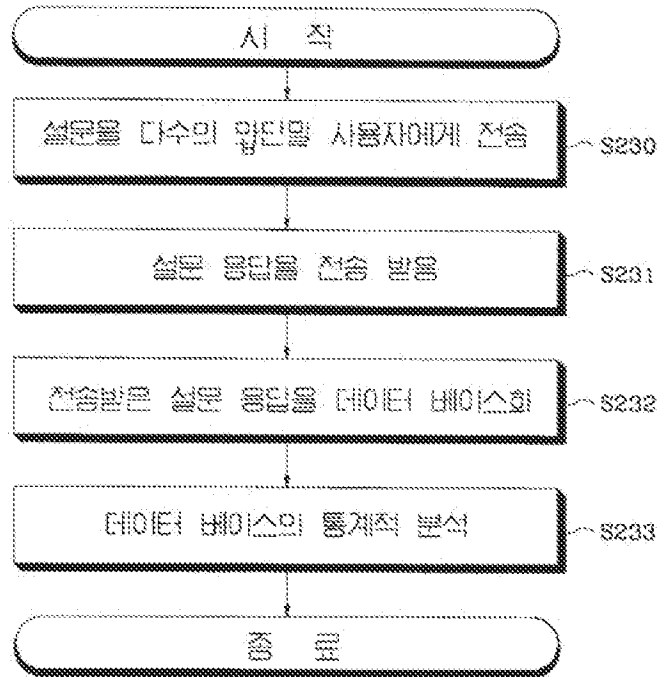 시 작
설문을 다수의 왑단말 사용자에게 전송
S230
설문 응답을 전송 받음
S231
전송받은 설문 응답을 데이터 베이스화
S232
데이터 베이스의 통계적 분석
S233
종 료